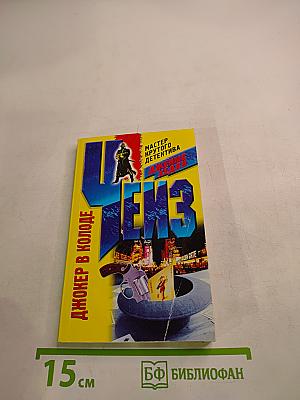 МАСТЕР
КРУТОГО
ДЕТЕКТИВА
ЧЕЙЗ
ДЖОКЕР В КОЛОДЕ
15 см
БФ БИБЛИОФАН